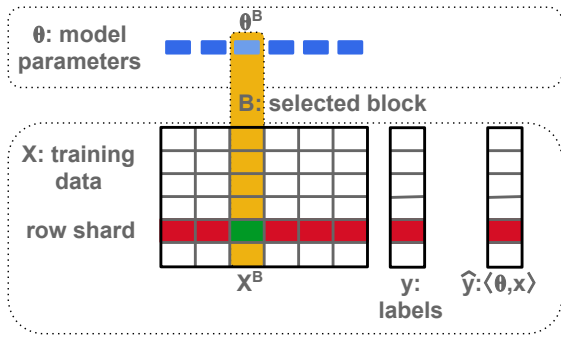 θ: model
parameters
θᴮ
B: selected block
X: training
data
row shard
Xᴮ
y:
labels
ŷ:⟨θ,x⟩